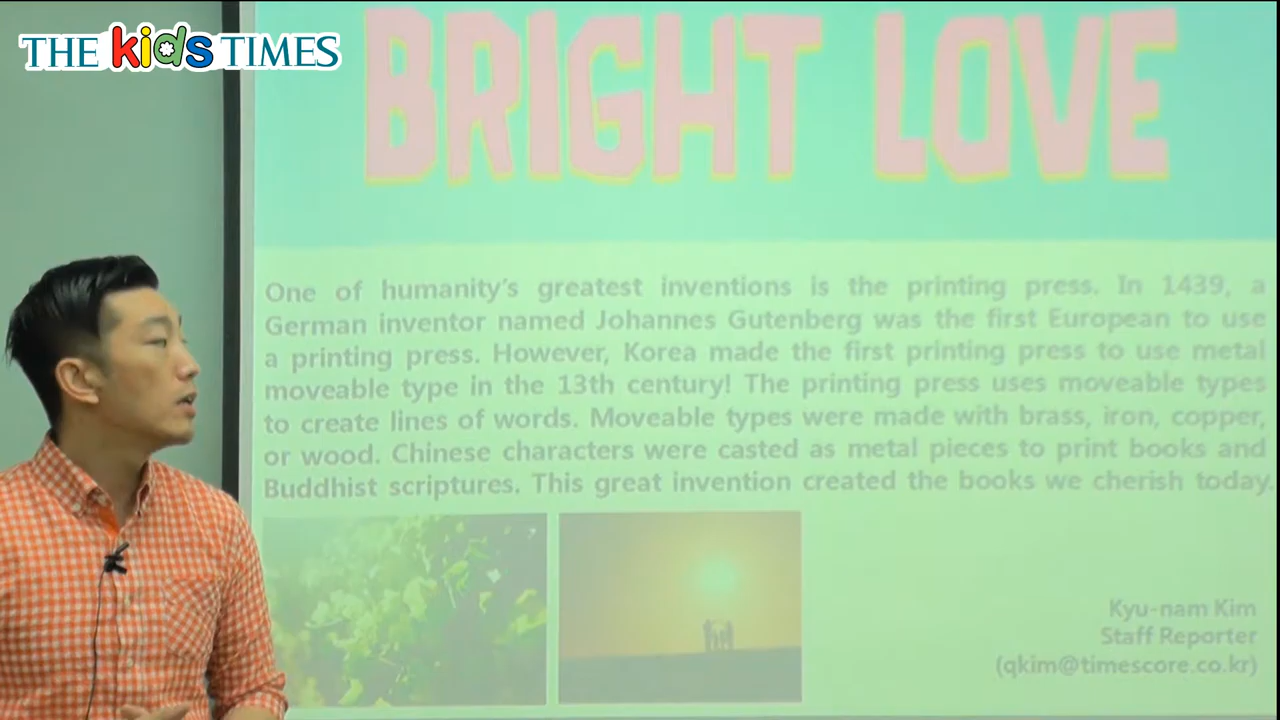 THE kids TIMES
BRIGHT LOVE
One of humanity's greatest inventions is the printing press. In 1439, a
German inventor named Johannes Gutenberg was the first European to use
a printing press. However, Korea made the first printing press to use metal
moveable type in the 13th century! The printing press uses moveable types
to create lines of words. Moveable types were made with brass, iron, copper,
or wood. Chinese characters were casted as metal pieces to print books and
Buddhist scriptures. This great invention created the books we cherish today.
Kyu-nam Kim
Staff Reporter
(qkim@timescore.co.kr)